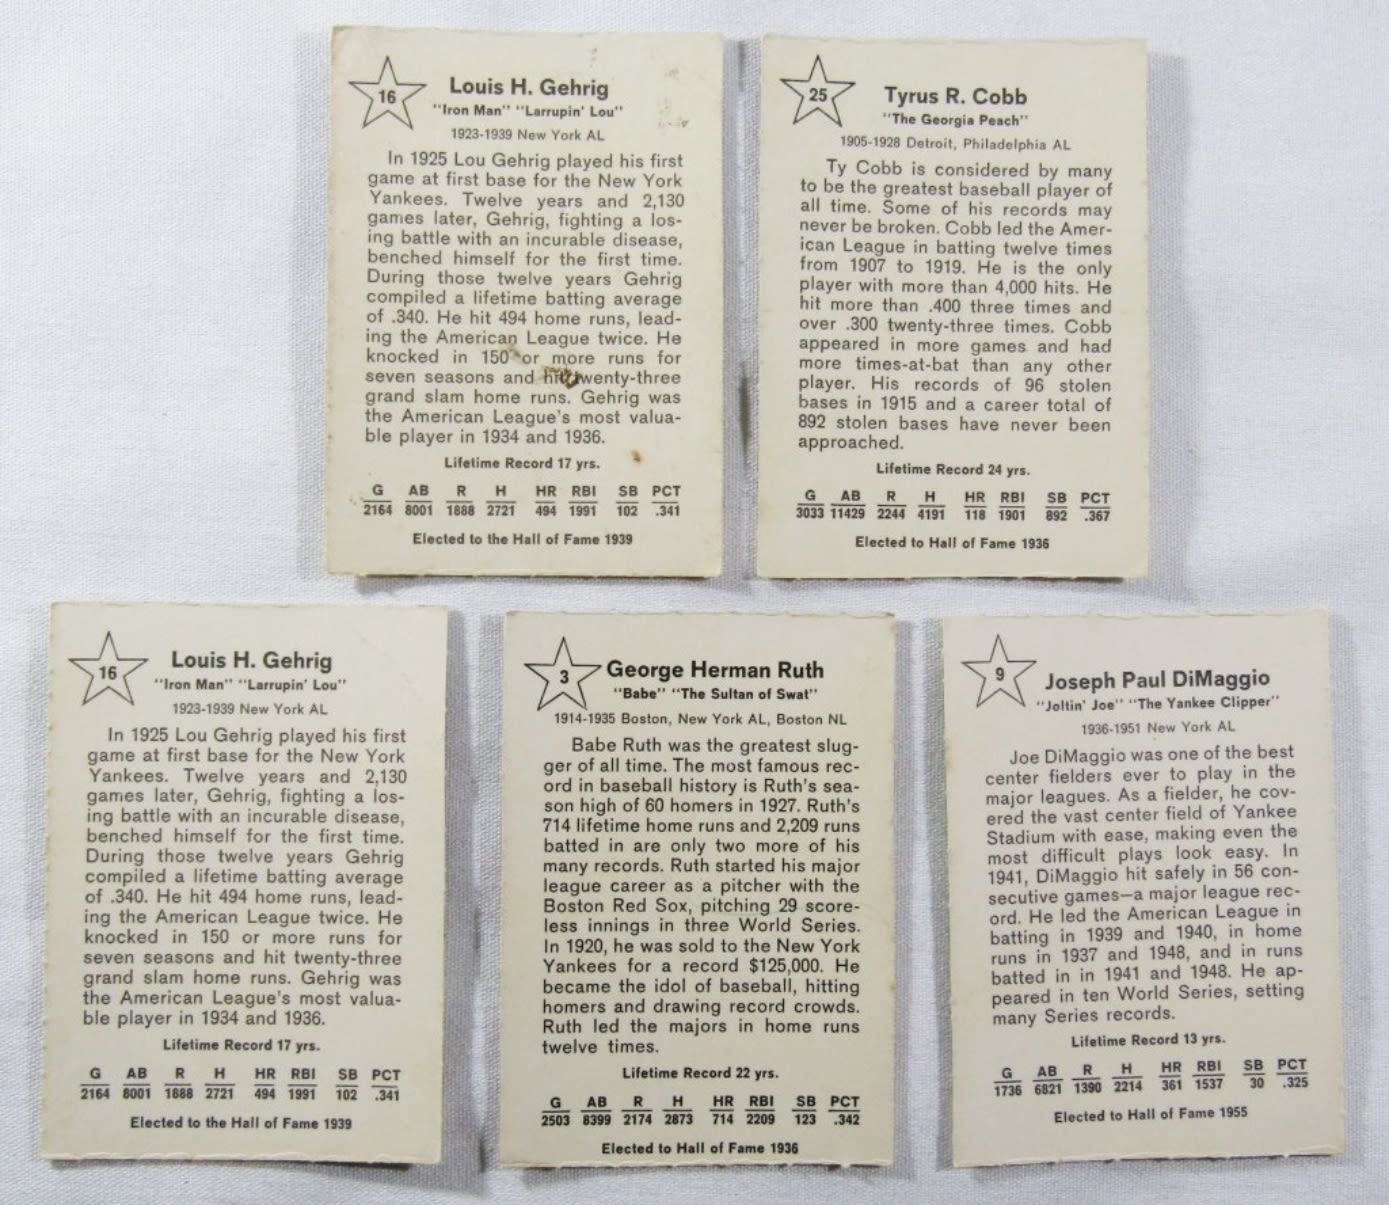 16
Louis H. Gehrig
"Iron Man" "Larrupin' Lou"
1923-1939 New York AL
In 1925 Lou Gehrig played his first
game at first base for the New York
Yankees. Twelve years and 2,130
games later, Gehrig, fighting a los-
ing battle with an incurable disease,
benched himself for the first time.
During those twelve years Gehrig
compiled a lifetime batting average
of .340. He hit 494 home runs, lead-
ing the American League twice. He
knocked in 150 or more runs for
seven seasons and hit twenty-three
grand slam home runs. Gehrig was
the American League's most valua-
ble player in 1934 and 1936.
Lifetime Record 17 yrs.
G AB R H HR RBI SB PCT
2164 8001 1888 2721 494 1991 102 .341
Elected to the Hall of Fame 1939
25
Tyrus R. Cobb
"The Georgia Peach"
1905-1928 Detroit, Philadelphia AL
Ty Cobb is considered by many
to be the greatest baseball player of
all time. Some of his records may
never be broken. Cobb led the Amer-
ican League in batting twelve times
from 1907 to 1919. He is the only
player with more than 4,000 hits. He
hit more than .400 three times and
over .300 twenty-three times. Cobb
appeared in more games and had
more times-at-bat than any other
player. His records of 96 stolen
bases in 1915 and a career total of
892 stolen bases have never been
approached.
Lifetime Record 24 yrs.
G AB R H HR RBI SB PCT
3033 11429 2244 4191 118 1901 892 .367
Elected to Hall of Fame 1936
16
Louis H. Gehrig
"Iron Man" "Larrupin' Lou"
1923-1939 New York AL
In 1925 Lou Gehrig played his first
game at first base for the New York
Yankees. Twelve years and 2,130
games later, Gehrig, fighting a los-
ing battle with an incurable disease,
benched himself for the first time.
During those twelve years Gehrig
compiled a lifetime batting average
of .340. He hit 494 home runs, lead-
ing the American League twice. He
knocked in 150 or more runs for
seven seasons and hit twenty-three
grand slam home runs. Gehrig was
the American League's most valua-
ble player in 1934 and 1936.
Lifetime Record 17 yrs.
G AB R H HR RBI SB PCT
2164 8001 1888 2721 494 1991 102 .341
Elected to the Hall of Fame 1939
3
George Herman Ruth
"Babe" "The Sultan of Swat"
1914-1935 Boston, New York AL, Boston NL
Babe Ruth was the greatest slug-
ger of all time. The most famous rec-
ord in baseball history is Ruth's sea-
son high of 60 homers in 1927. Ruth's
714 lifetime home runs and 2,209 runs
batted in are only two more of his
many records. Ruth started his major
league career as a pitcher with the
Boston Red Sox, pitching 29 score-
less innings in three World Series.
In 1920, he was sold to the New York
Yankees for a record $125,000. He
became the idol of baseball, hitting
homers and drawing record crowds.
Ruth led the majors in home runs
twelve times.
Lifetime Record 22 yrs.
G AB R H HR RBI SB PCT
2503 8399 2174 2873 714 2209 123 .342
Elected to Hall of Fame 1936
9
Joseph Paul DiMaggio
"Joltin' Joe" "The Yankee Clipper"
1936-1951 New York AL
Joe DiMaggio was one of the best
center fielders ever to play in the
major leagues. As a fielder, he cov-
ered the vast center field of Yankee
Stadium with ease, making even the
most difficult plays look easy. In
1941, DiMaggio hit safely in 56 con-
secutive games—a major league rec-
ord. He led the American League in
batting in 1939 and 1940, in home
runs in 1937 and 1948, and in runs
batted in in 1941 and 1948. He ap-
peared in ten World Series, setting
many Series records.
Lifetime Record 13 yrs.
G AB R H HR RBI SB PCT
1736 6821 1390 2214 361 1537 30 .325
Elected to Hall of Fame 1955